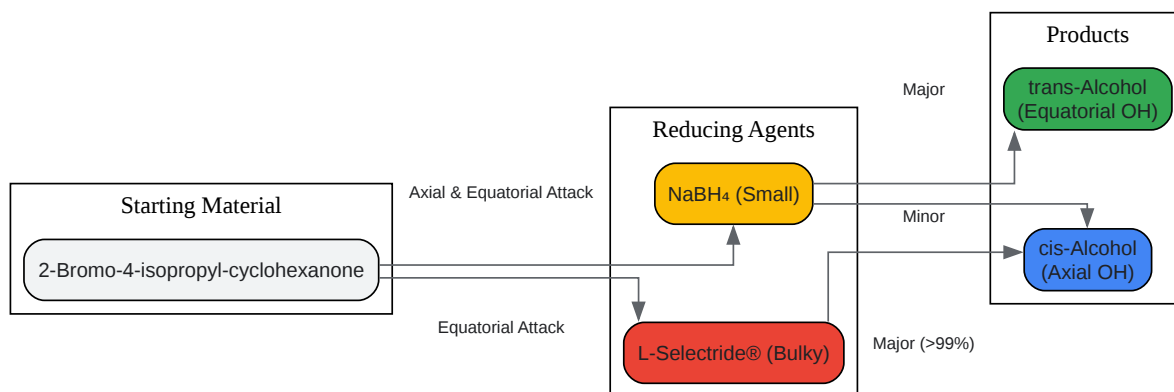 Products
trans-Alcohol
(Equatorial OH)
Major
Reducing Agents
NaBH₄ (Small)
Axial & Equatorial Attack
Starting Material
Minor
2-Bromo-4-isopropyl-cyclohexanone
cis-Alcohol
(Axial OH)
Equatorial Attack
L-Selectride® (Bulky)
Major (>99%)